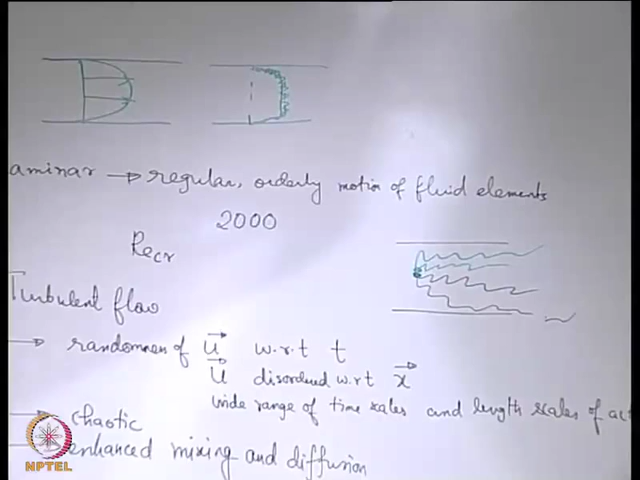 aminar → regular, orderly motion of fluid elements
2000
Recr
Turbulent flow
→ randomness of u w.r.t t
u disordered w.r.t x
wide range of time scales and length scales of act
→ chaotic
→ enhanced mixing and diffusion
NPTEL